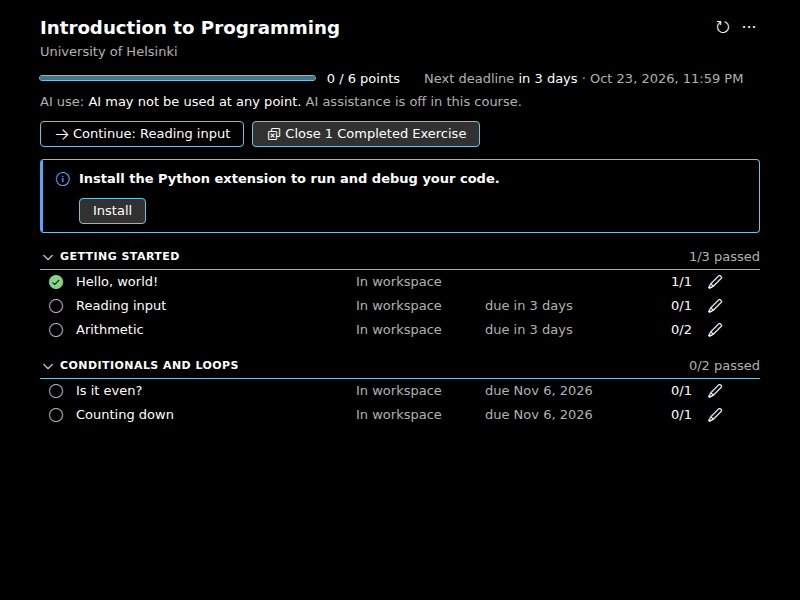 Introduction to Programming
University of Helsinki
0 / 6 points Next deadline in 3 days · Oct 23, 2026, 11:59 PM
AI use: AI may not be used at any point. AI assistance is off in this course.
Continue: Reading input Close 1 Completed Exercise
Install the Python extension to run and debug your code.
Install
GETTING STARTED 1/3 passed
Hello, world! In workspace 1/1
Reading input In workspace due in 3 days 0/1
Arithmetic In workspace due in 3 days 0/2
CONDITIONALS AND LOOPS 0/2 passed
Is it even? In workspace due Nov 6, 2026 0/1
Counting down In workspace due Nov 6, 2026 0/1